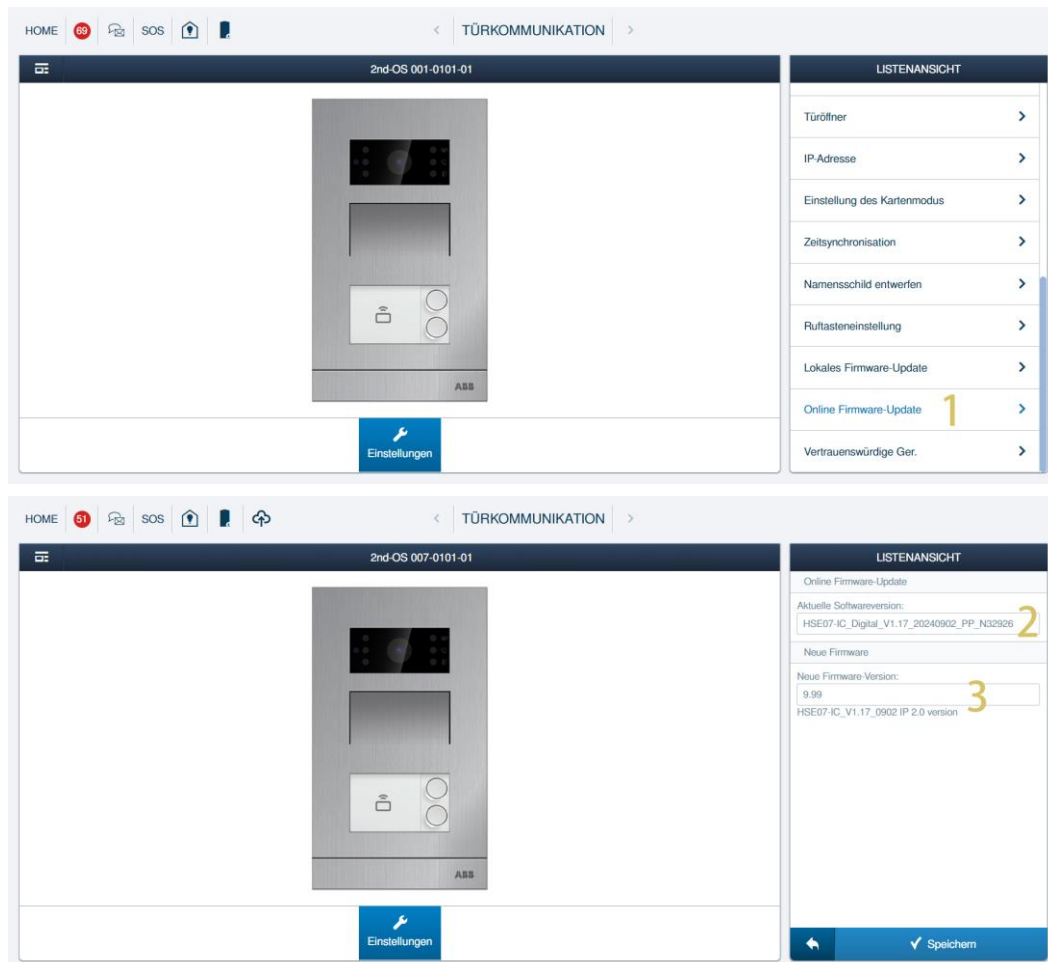 HOME 69 SOS < TÜRKOMMUNIKATION >
2nd-OS 001-0101-01
LISTENANSICHT
Türöffner
IP-Adresse
Einstellung des Kartenmodus
Zeitsynchronisation
Namensschild entwerfen
Ruftasteneinstellung
Lokales Firmware-Update
Online Firmware-Update 1
Vertrauenswürdige Ger.
ABB
Einstellungen
HOME 51 SOS < TÜRKOMMUNIKATION >
2nd-OS 007-0101-01
LISTENANSICHT
Online Firmware-Update
Aktuelle Softwareversion:
HSE07-IC_Digital_V1.17_20240902_PP_N32926 2
Neue Firmware
Neue Firmware-Version:
9.99 3
HSE07-IC_V1.17_0902 IP 2.0 version
ABB
Einstellungen
Speichern